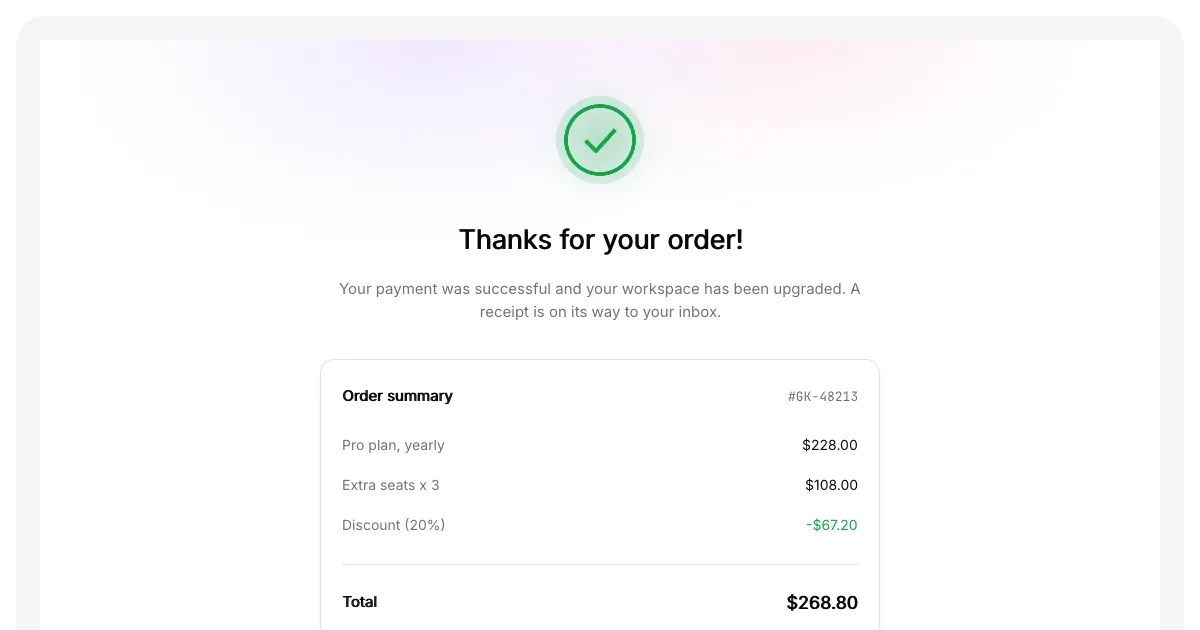 Thanks for your order!
Your payment was successful and your workspace has been upgraded. A
receipt is on its way to your inbox.
Order summary #GK-48213
Pro plan, yearly $228.00
Extra seats x 3 $108.00
Discount (20%) -$67.20
Total $268.80